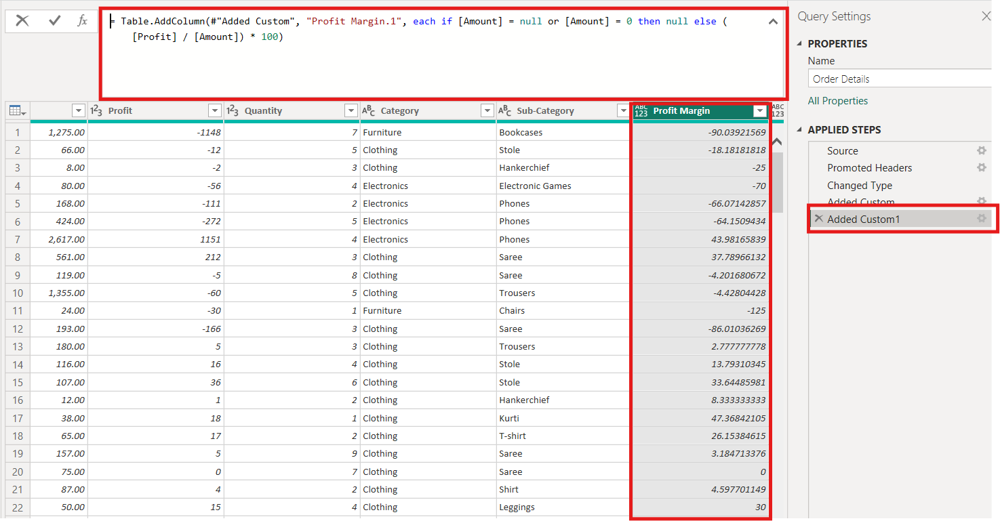 fx
= Table.AddColumn(#"Added Custom", "Profit Margin.1", each if [Amount] = null or [Amount] = 0 then null else (
[Profit] / [Amount]) * 100)
Query Settings
PROPERTIES
Name
Order Details
All Properties
APPLIED STEPS
Source
Promoted Headers
Changed Type
Added Custom
Added Custom1
123 Profit 123 Quantity ABC Category ABC Sub-Category ABC 123 Profit Margin ABC 123
1 1,275.00 -1148 7 Furniture Bookcases -90.03921569
2 66.00 -12 5 Clothing Stole -18.18181818
3 8.00 -2 3 Clothing Hankerchief -25
4 80.00 -56 4 Electronics Electronic Games -70
5 168.00 -111 2 Electronics Phones -66.07142857
6 424.00 -272 5 Electronics Phones -64.1509434
7 2,617.00 1151 4 Electronics Phones 43.98165839
8 561.00 212 3 Clothing Saree 37.78966132
9 119.00 -5 8 Clothing Saree -4.201680672
10 1,355.00 -60 5 Clothing Trousers -4.42804428
11 24.00 -30 1 Furniture Chairs -125
12 193.00 -166 3 Clothing Saree -86.01036269
13 180.00 5 3 Clothing Trousers 2.777777778
14 116.00 16 4 Clothing Stole 13.79310345
15 107.00 36 6 Clothing Stole 33.64485981
16 12.00 1 2 Clothing Hankerchief 8.333333333
17 38.00 18 1 Clothing Kurti 47.36842105
18 65.00 17 2 Clothing T-shirt 26.15384615
19 157.00 5 9 Clothing Saree 3.184713376
20 75.00 0 7 Clothing Saree 0
21 87.00 4 2 Clothing Shirt 4.597701149
22 50.00 15 4 Clothing Leggings 30